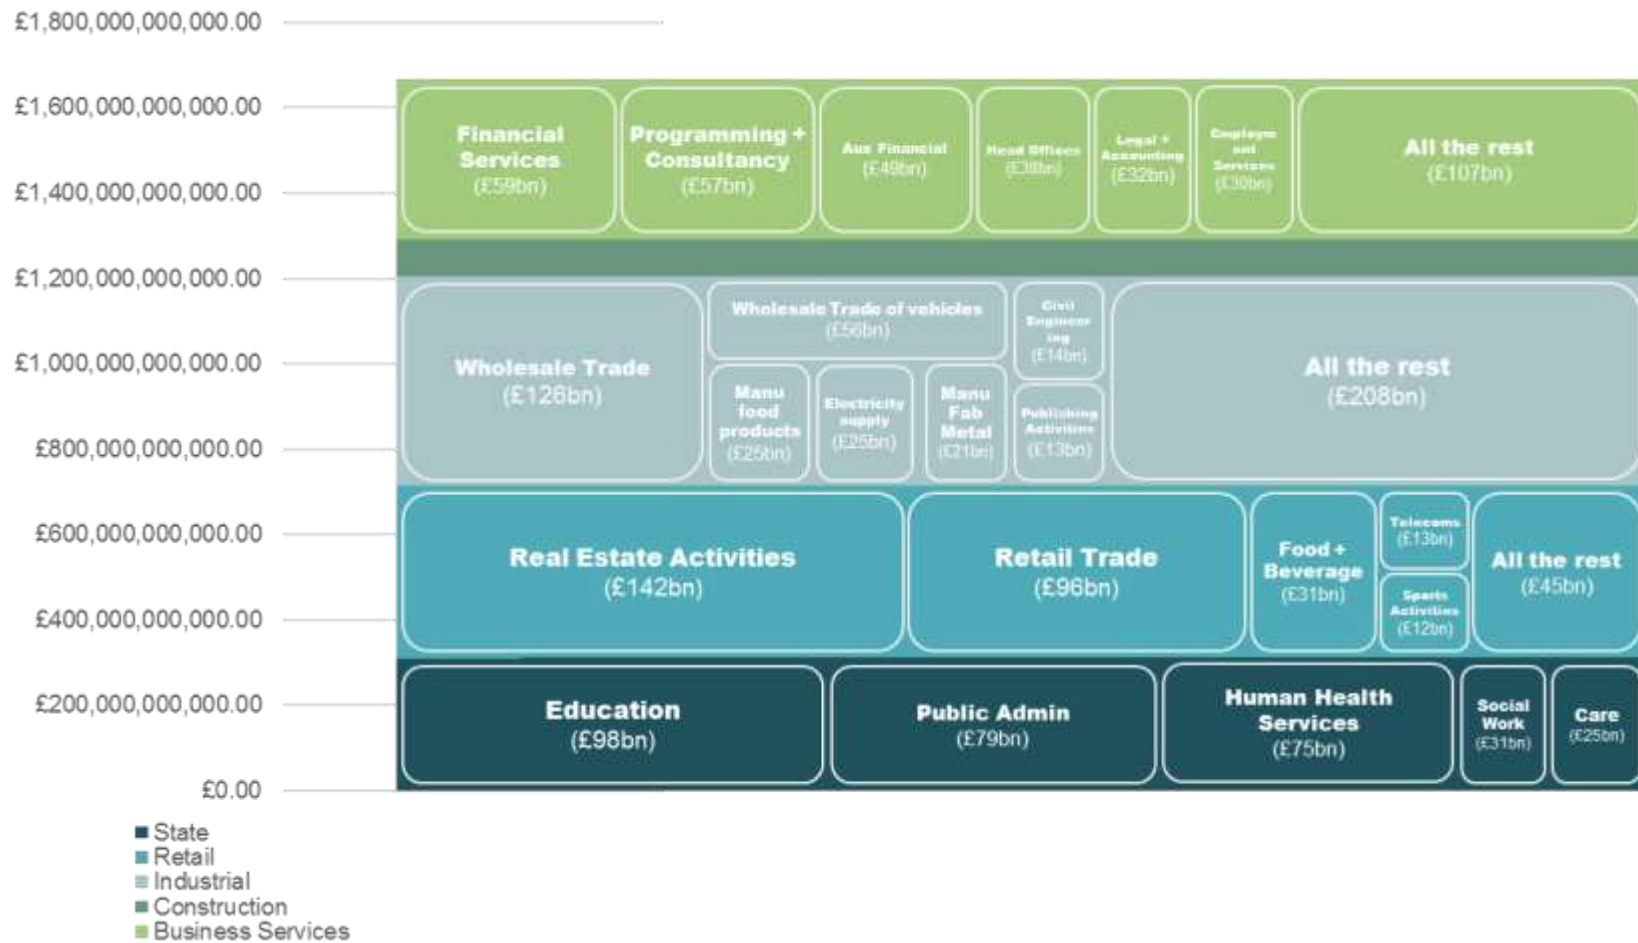 £1,800,000,000,000.00
£1,600,000,000,000.00
£1,400,000,000,000.00
£1,200,000,000,000.00
£1,000,000,000,000.00
£800,000,000,000.00
£600,000,000,000.00
£400,000,000,000.00
£200,000,000,000.00
£0.00
Financial
Services
(£59bn)
Programming +
Consultancy
(£57bn)
Aux Financial
(£49bn)
Head Offices
(£38bn)
Legal +
Accounting
(£32bn)
Employm
ent
Services
(£30bn)
All the rest
(£107bn)
Wholesale Trade
(£126bn)
Wholesale Trade of vehicles
(£56bn)
Manu
food
products
(£25bn)
Electricity
supply
(£25bn)
Manu
Fab
Metal
(£21bn)
Civil
Engineer
ing
(£14bn)
Publishing
Activities
(£13bn)
All the rest
(£208bn)
Real Estate Activities
(£142bn)
Retail Trade
(£96bn)
Food +
Beverage
(£31bn)
Telecoms
(£13bn)
Sports
Activities
(£12bn)
All the rest
(£45bn)
Education
(£98bn)
Public Admin
(£79bn)
Human Health
Services
(£75bn)
Social
Work
(£31bn)
Care
(£25bn)
State
Retail
Industrial
Construction
Business Services